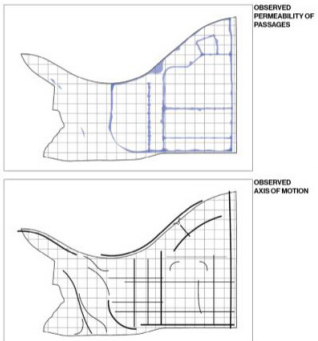 OBSERVED
PERMEABILITY OF
PASSAGES
OBSERVED
AXIS OF MOTION